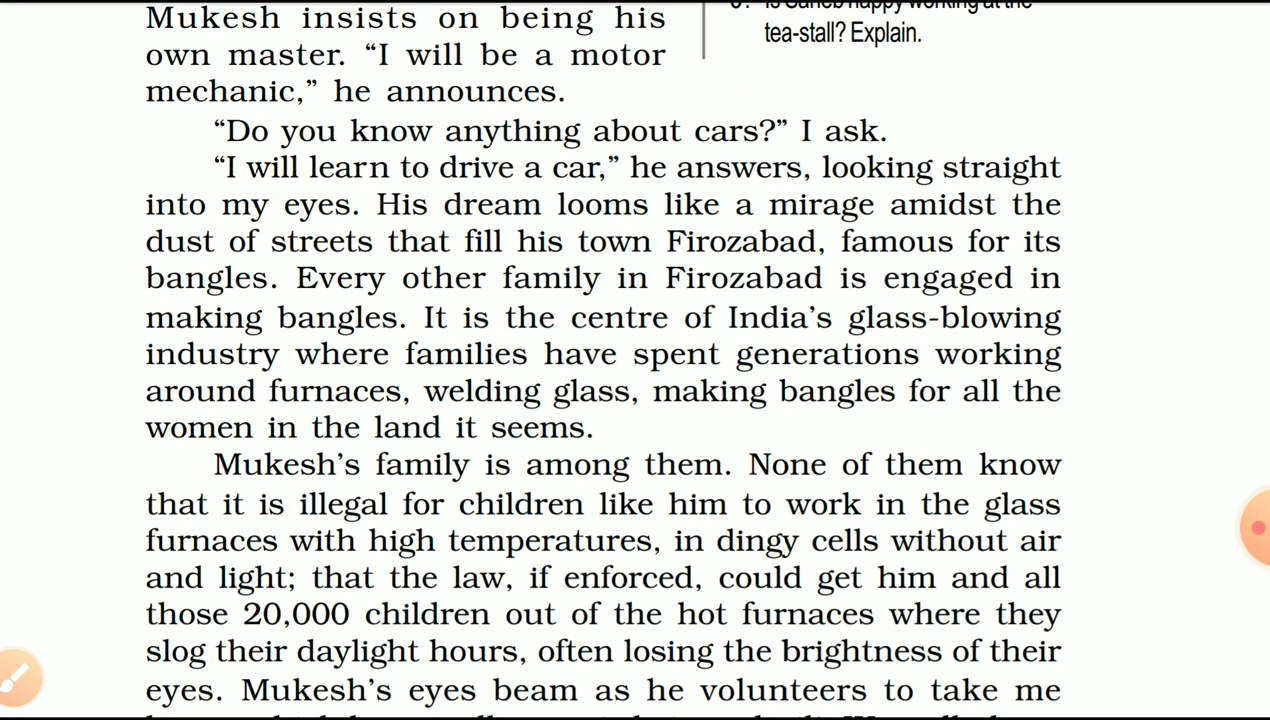 Mukesh insists on being his
own master. “I will be a motor
mechanic,” he announces.
tea-stall? Explain.
“Do you know anything about cars?” I ask.
“I will learn to drive a car,” he answers, looking straight
into my eyes. His dream looms like a mirage amidst the
dust of streets that fill his town Firozabad, famous for its
bangles. Every other family in Firozabad is engaged in
making bangles. It is the centre of India’s glass-blowing
industry where families have spent generations working
around furnaces, welding glass, making bangles for all the
women in the land it seems.
Mukesh’s family is among them. None of them know
that it is illegal for children like him to work in the glass
furnaces with high temperatures, in dingy cells without air
and light; that the law, if enforced, could get him and all
those 20,000 children out of the hot furnaces where they
slog their daylight hours, often losing the brightness of their
eyes. Mukesh’s eyes beam as he volunteers to take me